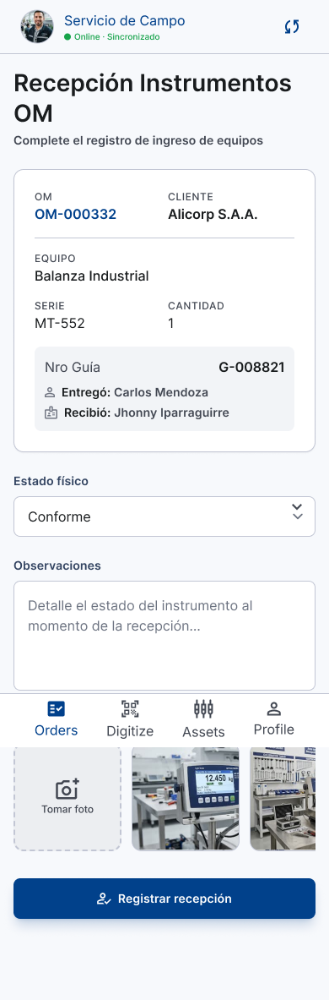 Servicio de Campo
Online · Sincronizado
Recepción Instrumentos
OM
Complete el registro de ingreso de equipos
OM
CLIENTE
OM-000332
Alicorp S.A.A.
EQUIPO
Balanza Industrial
SERIE
CANTIDAD
MT-552
1
Nro Guía
G-008821
Entregó: Carlos Mendoza
Recibió: Jhonny Iparraguirre
Estado físico
Conforme
Observaciones
Detalle el estado del instrumento al
momento de la recepción...
Orders
Digitize
Assets
Profile
Tomar foto
12.450 kg
Registrar recepción